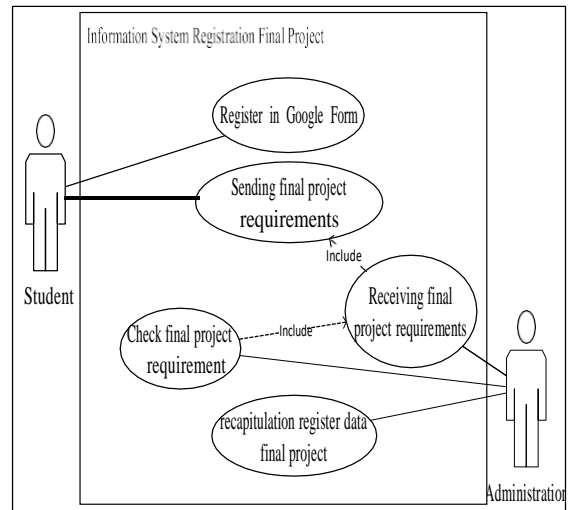 Information System Registration Final Project
Register in Google Form
Sending final project
requirements
Include
Student
Receiving final
project requirements
Check final project
requirement
Include
recapitulation register data
final project
Administration